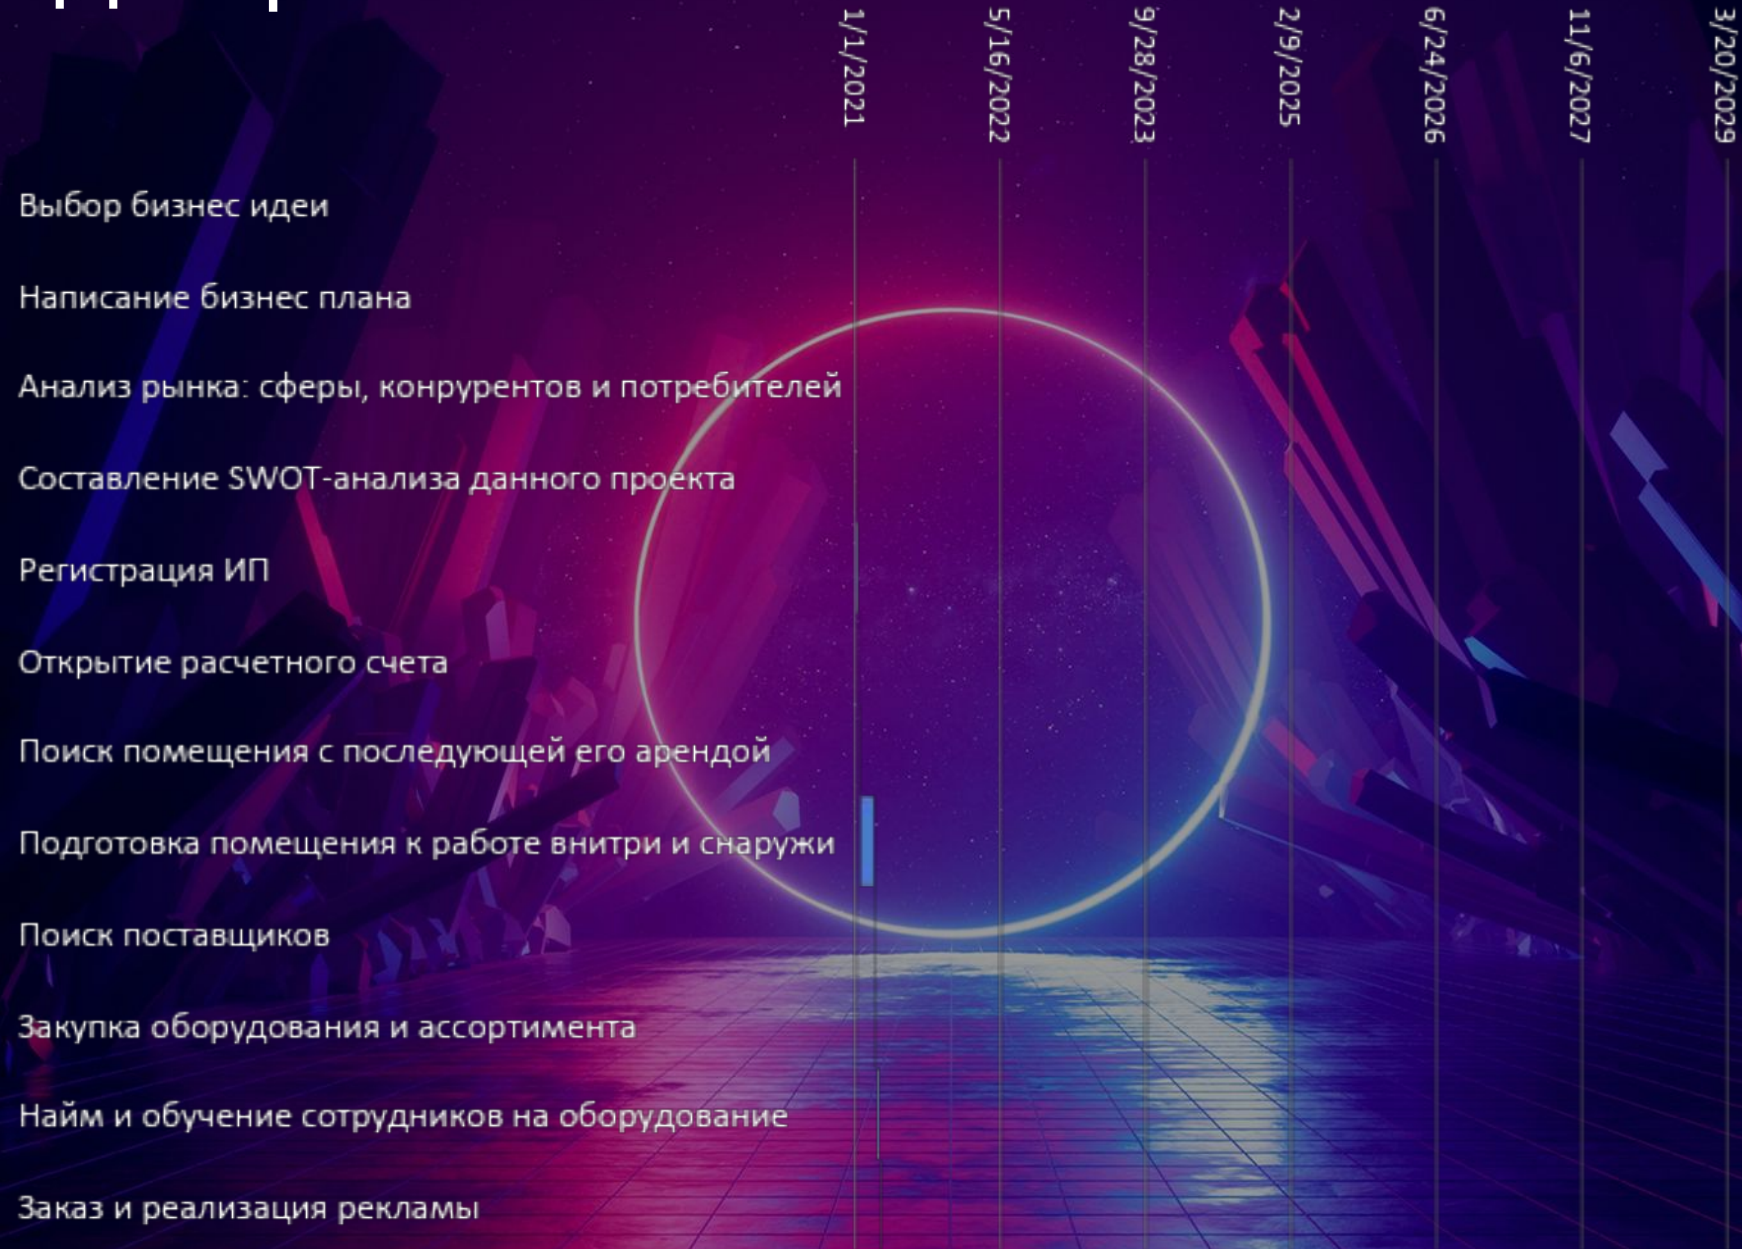 1/1/2021
5/16/2022
9/28/2023
2/9/2025
6/24/2026
11/6/2027
3/20/2029
Выбор бизнес идеи
Написание бизнес плана
Анализ рынка: сферы, конрурентов и потребителей
Составление SWOT-анализа данного проекта
Регистрация ИП
Открытие расчетного счета
Поиск помещения с последующей его арендой
Подготовка помещения к работе внитри и снаружи
Поиск поставщиков
Закупка оборудования и ассортимента
Найм и обучение сотрудников на оборудование
Заказ и реализация рекламы